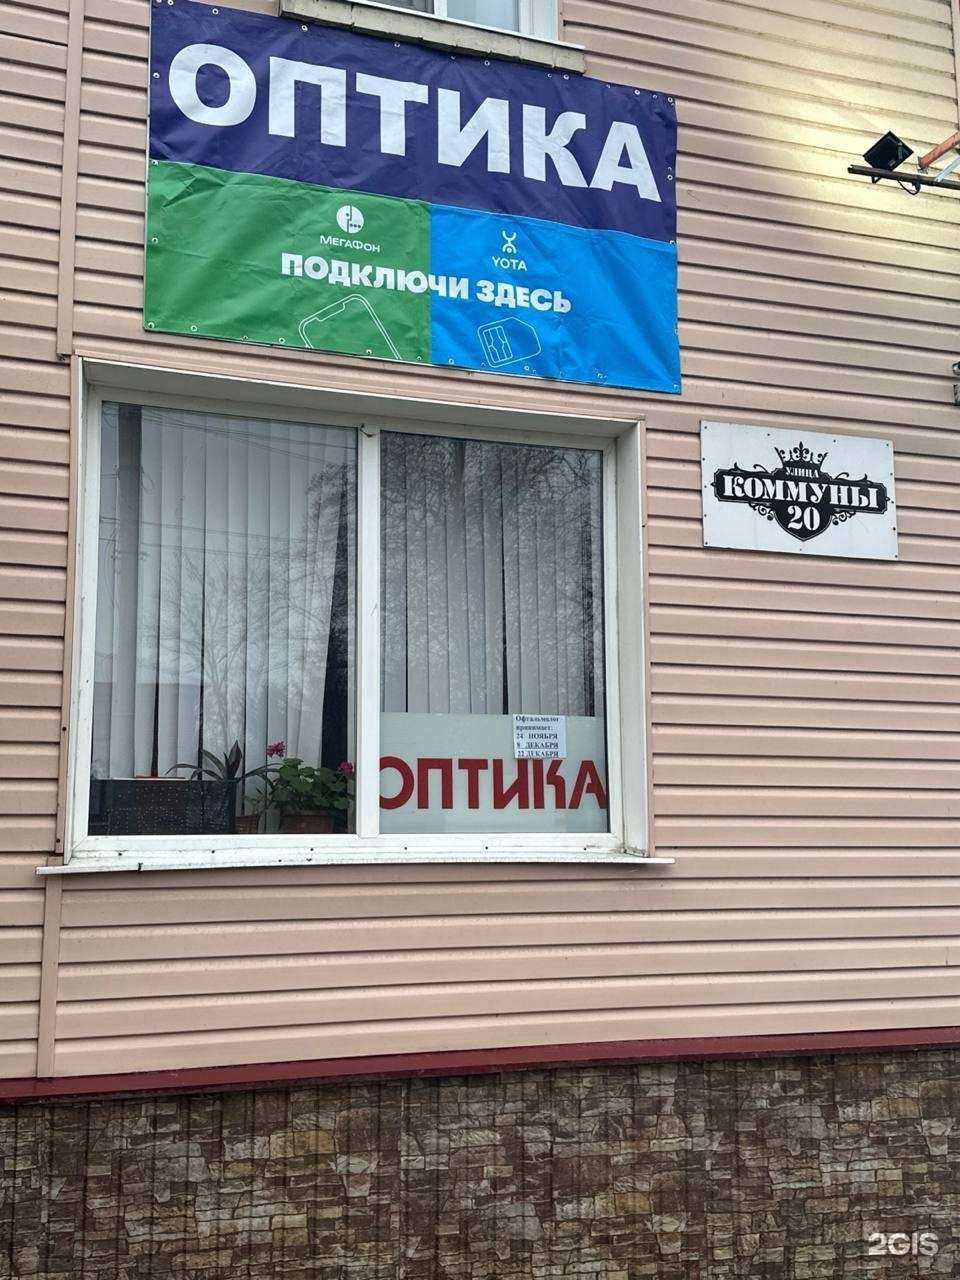 ОПТИКА
МЕГАФОН
YOTA
ПОДКЛЮЧИ ЗДЕСЬ
УЛИЦА
КОММУНЫ
20
Офтальмолог
принимает:
24 НОЯБРЯ
8 ДЕКАБРЯ
22 ДЕКАБРЯ
ОПТИКА
2GIS